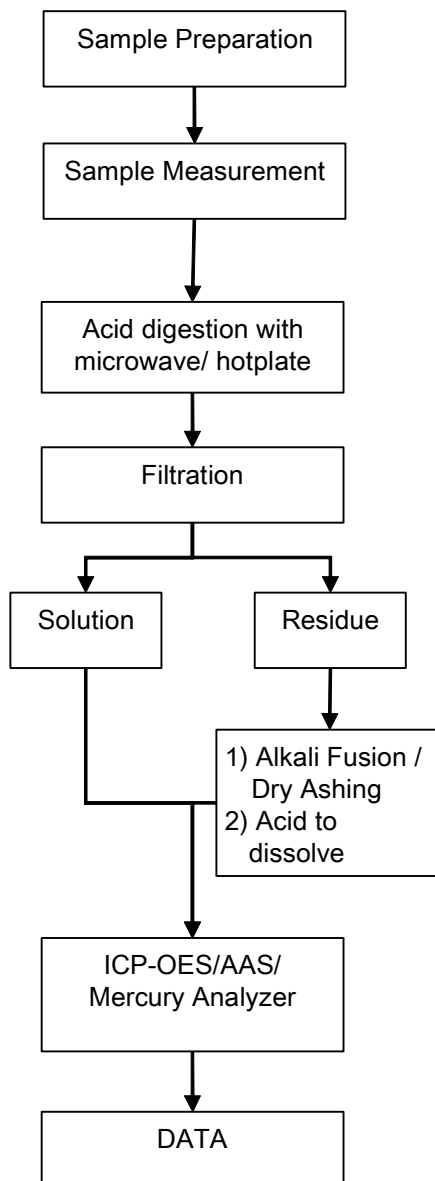 Sample Preparation
Sample Measurement
Acid digestion with
microwave/ hotplate
Filtration
Solution
Residue
1) Alkali Fusion /
Dry Ashing
2) Acid to
dissolve
ICP-OES/AAS/
Mercury Analyzer
DATA